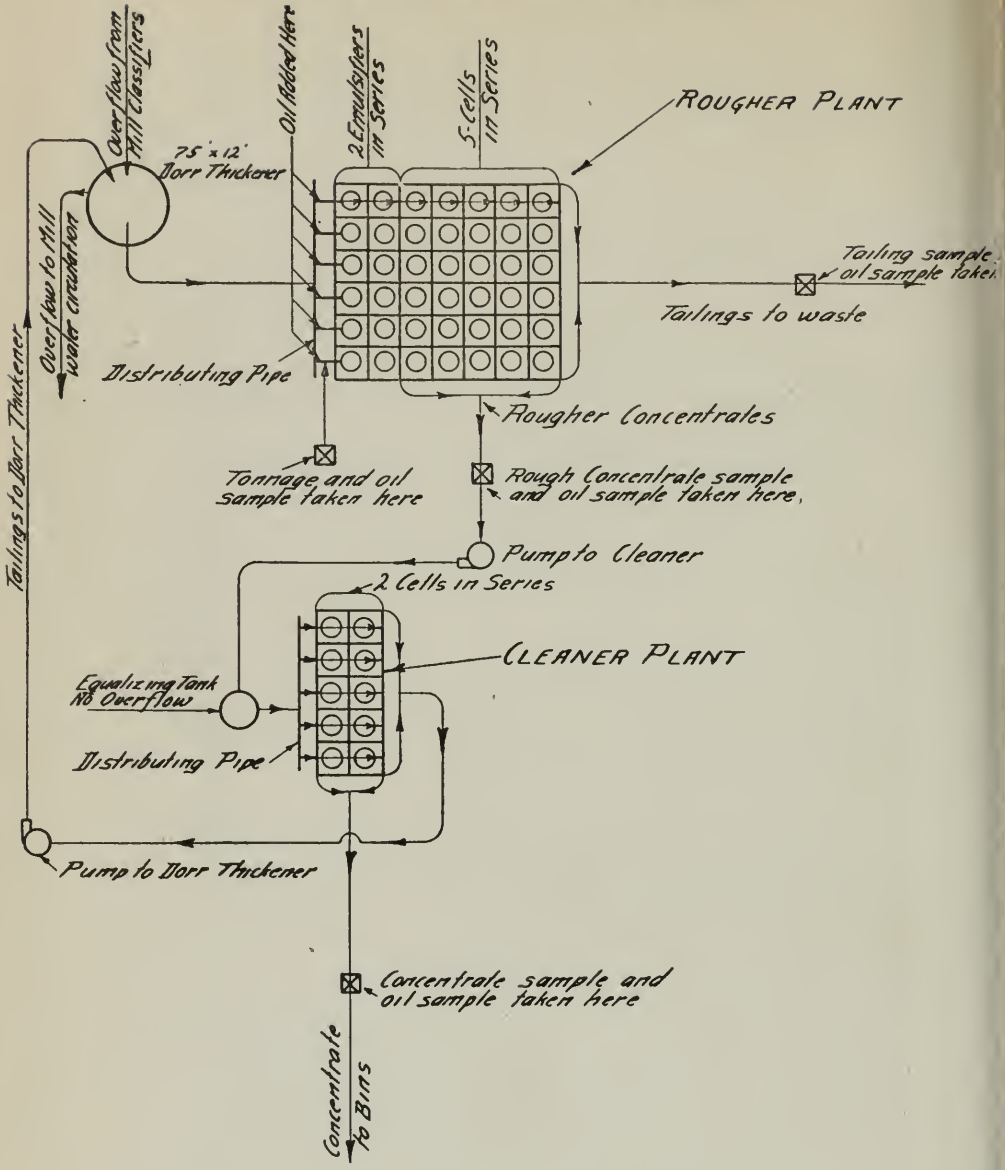 Overflow from
Mill Classifiers
Oil Added Here
2 Emulsifiers
in Series
5-Cells
in Series
ROUGHER PLANT
75' x 12'
Dorr Thickener
Overflow to Mill
water circulation
Tailings to Dorr Thickener
Distributing Pipe
Tailing sample
oil sample taken
Tailings to waste
Rougher Concentrates
Tonnage and oil
sample taken here
Rough Concentrate sample
and oil sample taken here,
Pump to Cleaner
2 Cells in Series
CLEANER PLANT
Equalizing Tank
No Overflow
Distributing Pipe
Pump to Dorr Thickener
Concentrate sample and
oil sample taken here
Concentrate
to Bins